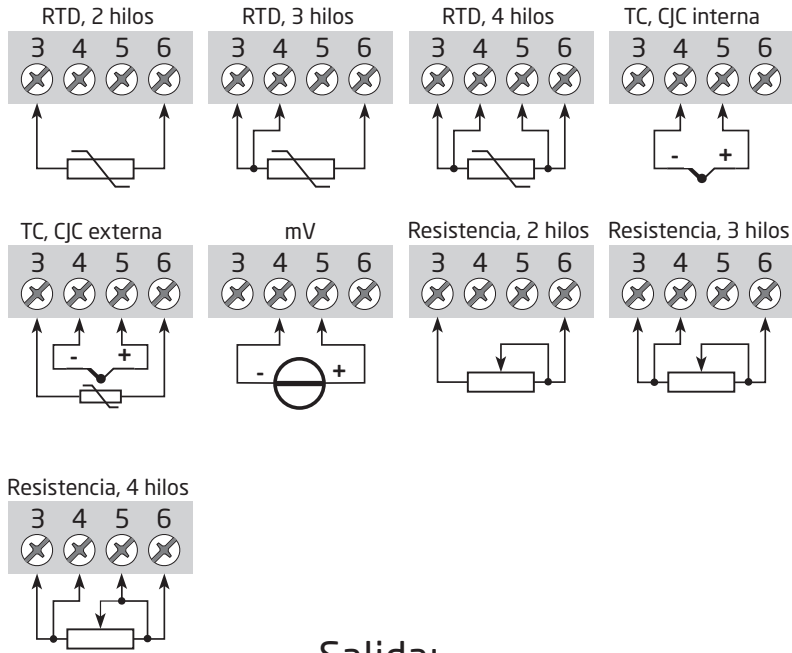 RTD, 2 hilos
3 4 5 6
RTD, 3 hilos
3 4 5 6
RTD, 4 hilos
3 4 5 6
TC, CJC interna
3 4 5 6
- +
TC, CJC externa
3 4 5 6
- +
mV
3 4 5 6
- +
Resistencia, 2 hilos
3 4 5 6
Resistencia, 3 hilos
3 4 5 6
Resistencia, 4 hilos
3 4 5 6
Salida: